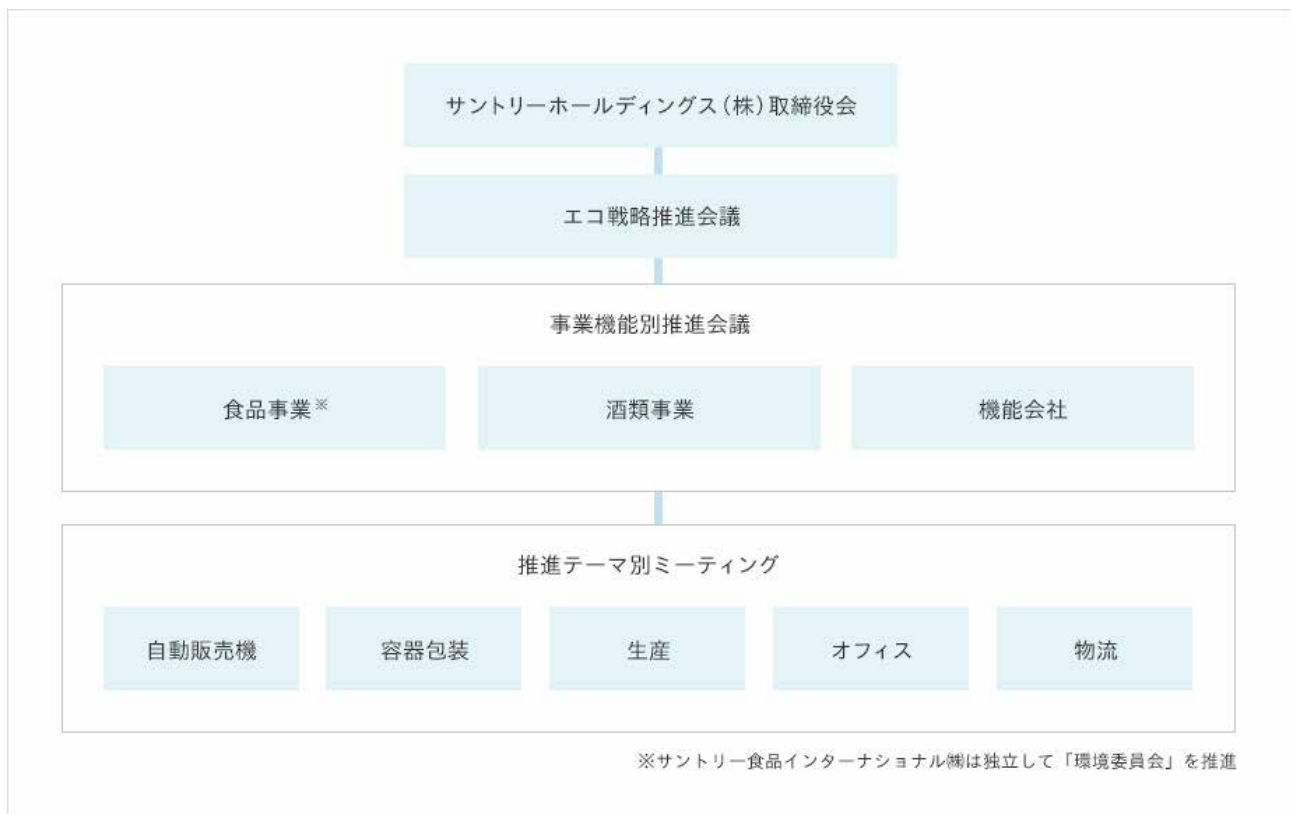 サントリーホールディングス(株)取締役会
エコ戦略推進会議
事業機能別推進会議
食品事業※
酒類事業
機能会社
推進テーマ別ミーティング
自動販売機
容器包装
生産
オフィス
物流
※サントリー食品インターナショナル㈱は独立して「環境委員会」を推進